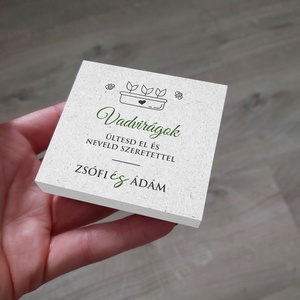 Vadvirágok
ÜLTESD EL ÉS
NEVELD SZERETETTEL
ZSÓFI és ÁDÁM